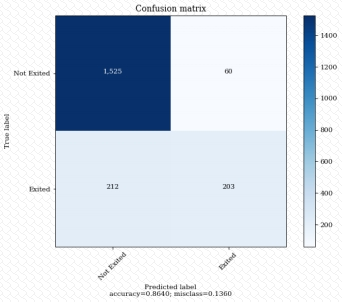 Confusion matrix
Not Exited
1,525
60
Exited
212
203
True label
Not Exited
Exited
Predicted label
accuracy=0.8640; misclass=0.1360
1400
1200
1000
800
600
400
200